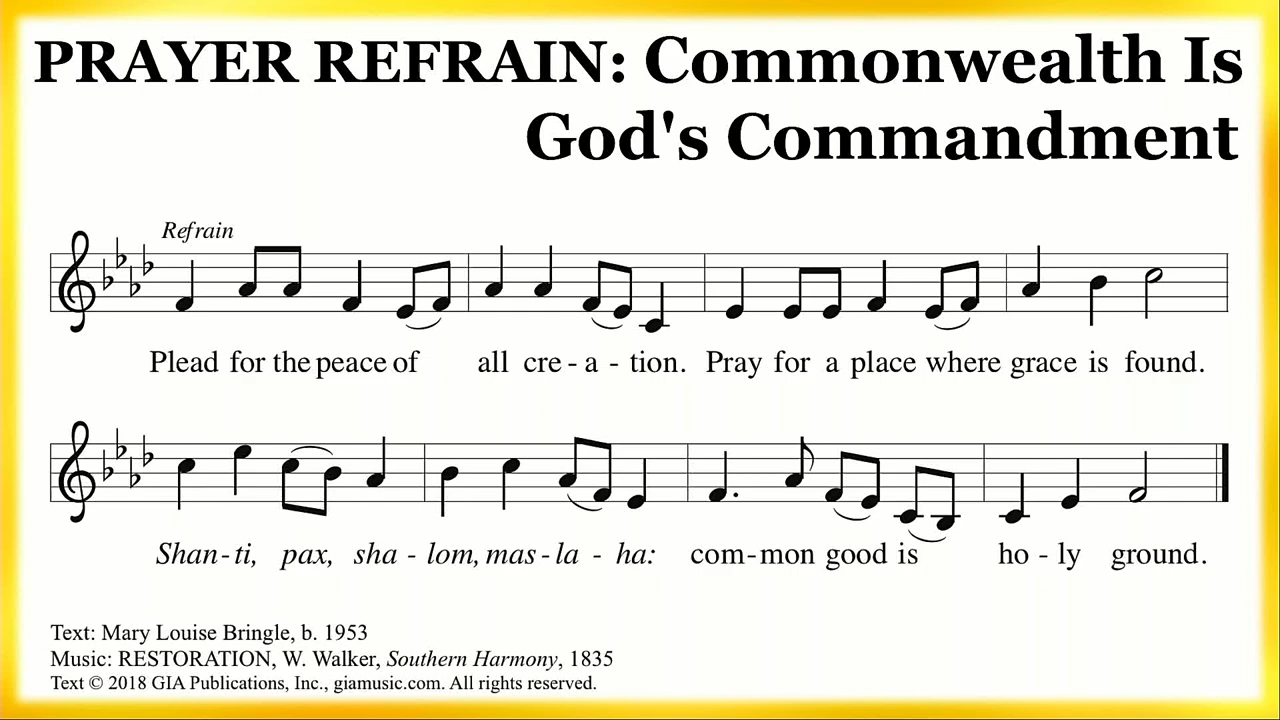 PRAYER REFRAIN: Commonwealth Is
God's Commandment
Refrain
Plead for the peace of all cre - a - tion. Pray for a place where grace is found.
Shan - ti, pax, sha - lom, mas - la - ha: com - mon good is ho - ly ground.
Text: Mary Louise Bringle, b. 1953
Music: RESTORATION, W. Walker, Southern Harmony, 1835
Text © 2018 GIA Publications, Inc., giamusic.com. All rights reserved.